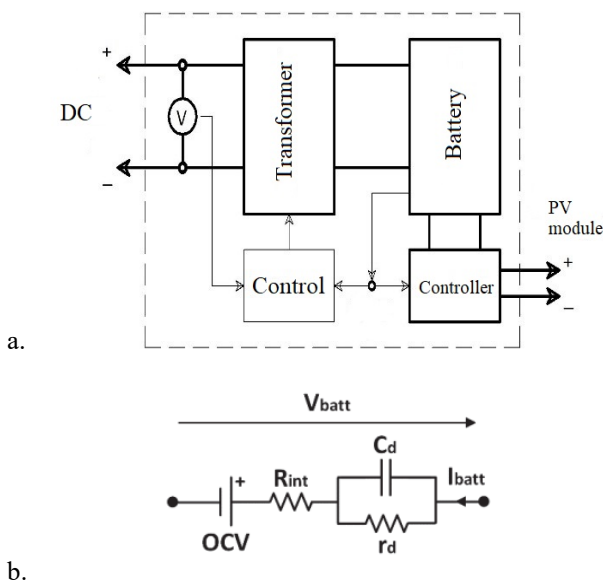 +
DC
V
−
Transformer
Battery
Control
Controller
PV
module
+
−
a.
Vbatt
+
Rint
Cd
Ibatt
OCV
rd
b.